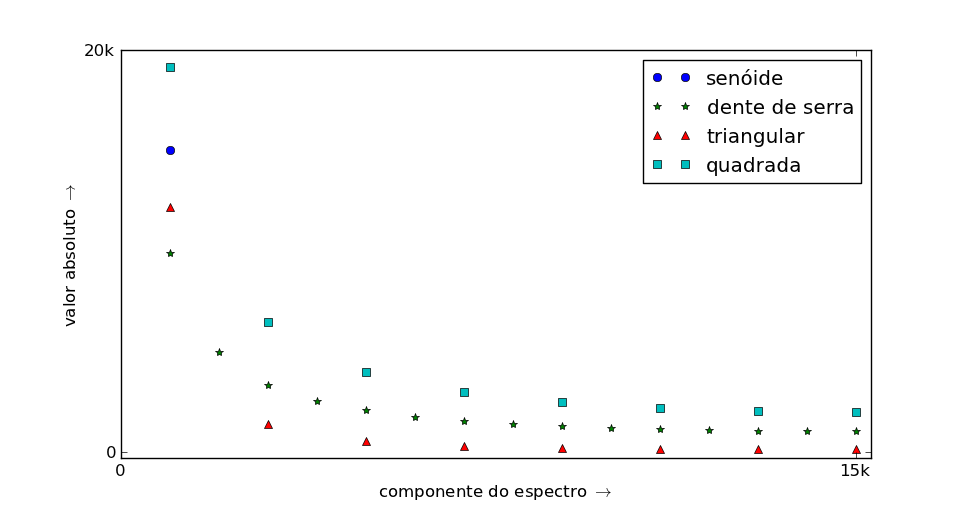 20k
senóide
dente de serra
triangular
quadrada
valor absoluto →
0
0
15k
componente do espectro →